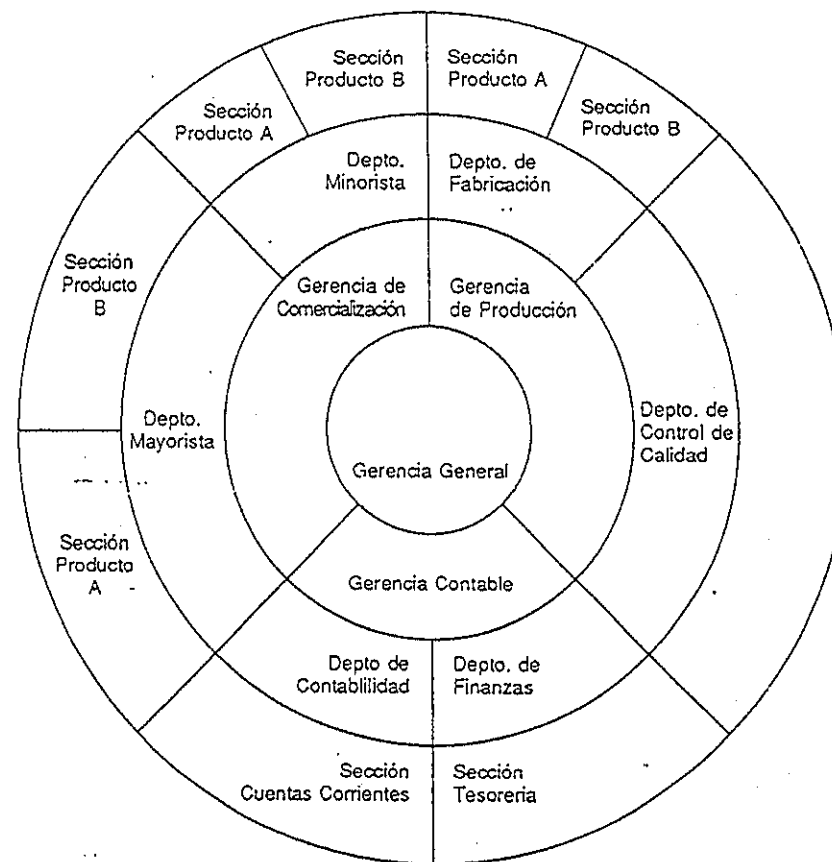 Sección
Producto B
Sección
Producto A
Sección
Producto A
Sección
Producto B
Depto.
Minorista
Depto. de
Fabricación
Sección
Producto
B
Gerencia de
Comercialización
Gerencia
de Producción
Depto.
Mayorista
Depto. de
Control de
Calidad
Gerencia General
Sección
Producto
A
Gerencia Contable
Depto de
Contablilidad
Depto. de
Finanzas
Sección
Cuentas Corrientes
Sección
Tesoreria